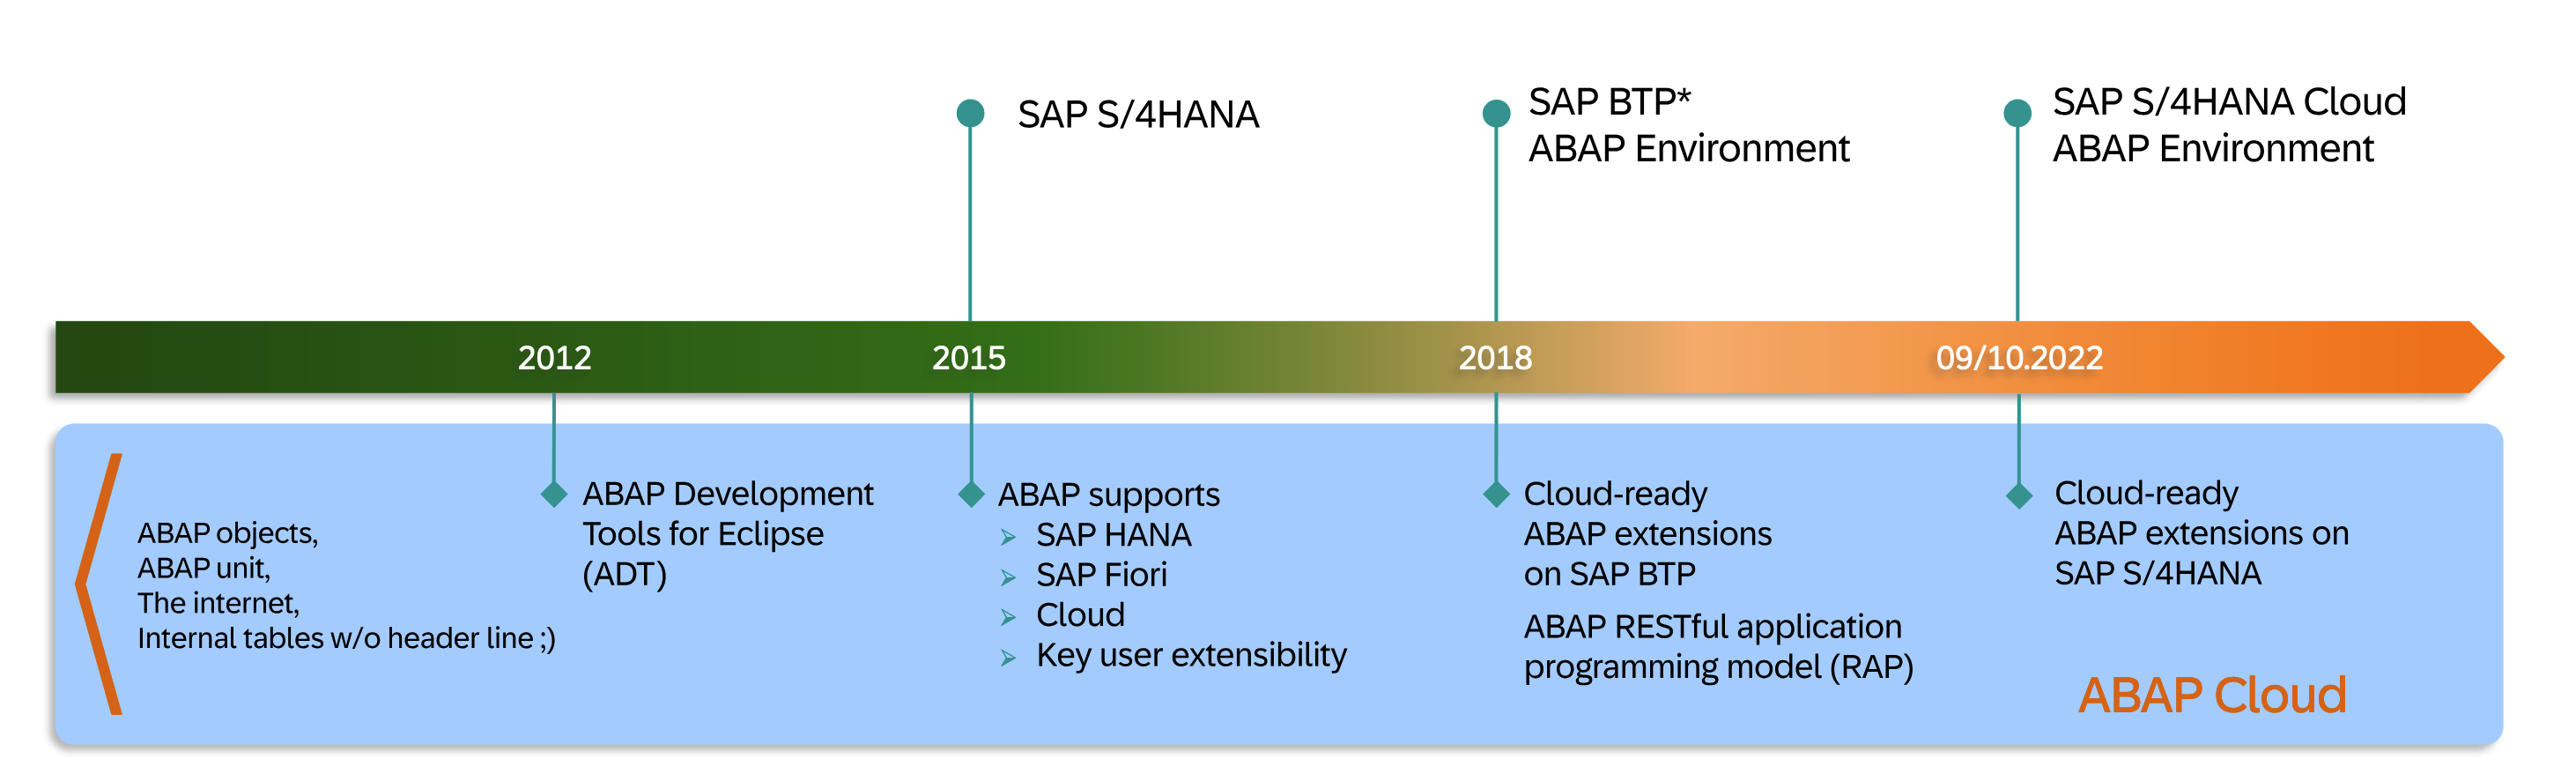 SAP S/4HANA
SAP BTP*
ABAP Environment
SAP S/4HANA Cloud
ABAP Environment
2012
2015
2018
09/10.2022
ABAP objects,
ABAP unit,
The internet,
Internal tables w/o header line ;)
ABAP Development
Tools for Eclipse
(ADT)
ABAP supports
SAP HANA
SAP Fiori
Cloud
Key user extensibility
Cloud-ready
ABAP extensions
on SAP BTP
ABAP RESTful application
programming model (RAP)
Cloud-ready
ABAP extensions on
SAP S/4HANA
ABAP Cloud